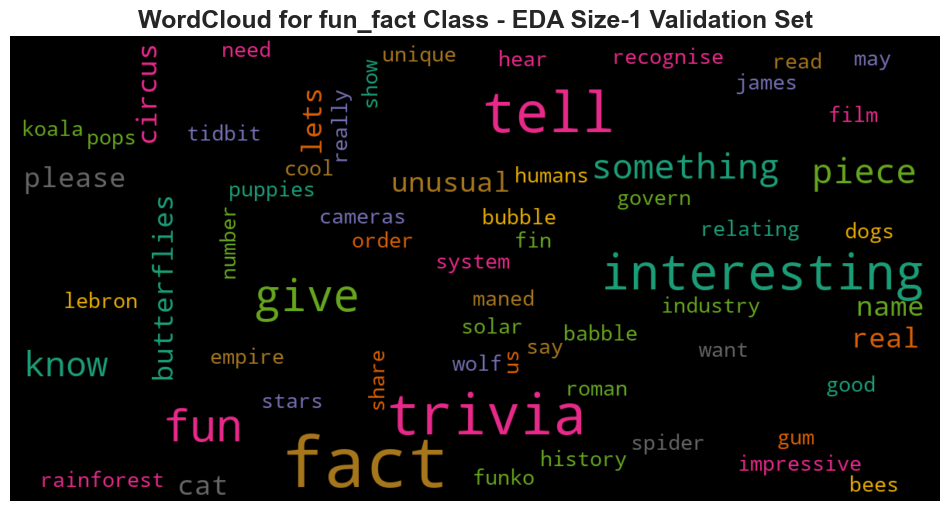 WordCloud for fun_fact Class - EDA Size-1 Validation Set
circus
need
unique
hear
recognise
read
may
show
james
lets
really
tell
film
koala
pops
tidbit
cool
please
puppies
unusual
humans
something
piece
govern
butterflies
number
cameras
bubble
order
fin
relating
dogs
system
interesting
lebron
give
maned
industry
name
solar
babble
real
know
empire
wolf
us
say
want
share
roman
good
stars
fun
trivia
fact
spider
gum
history
impressive
rainforest
cat
funko
bees